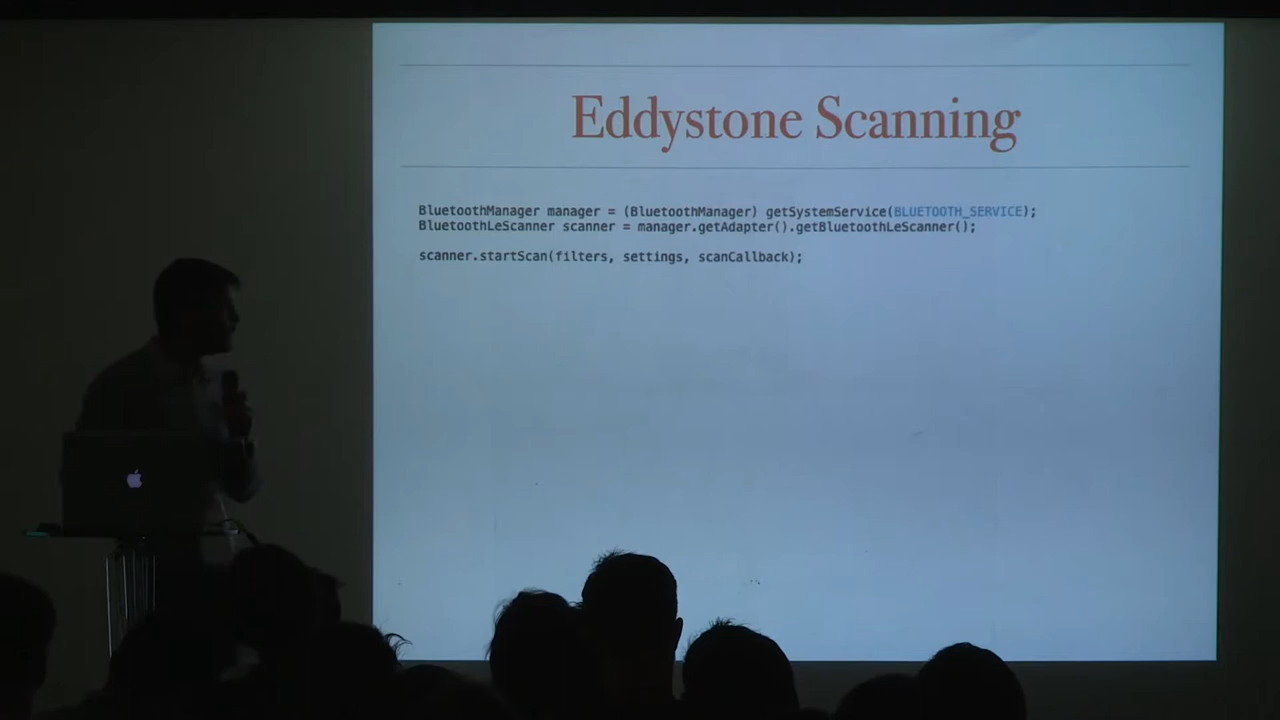 Eddystone Scanning
BluetoothManager manager = (BluetoothManager) getSystemService(BLUETOOTH_SERVICE);
BluetoothLeScanner scanner = manager.getAdapter().getBluetoothLeScanner();
scanner.startScan(filters, settings, scanCallback);